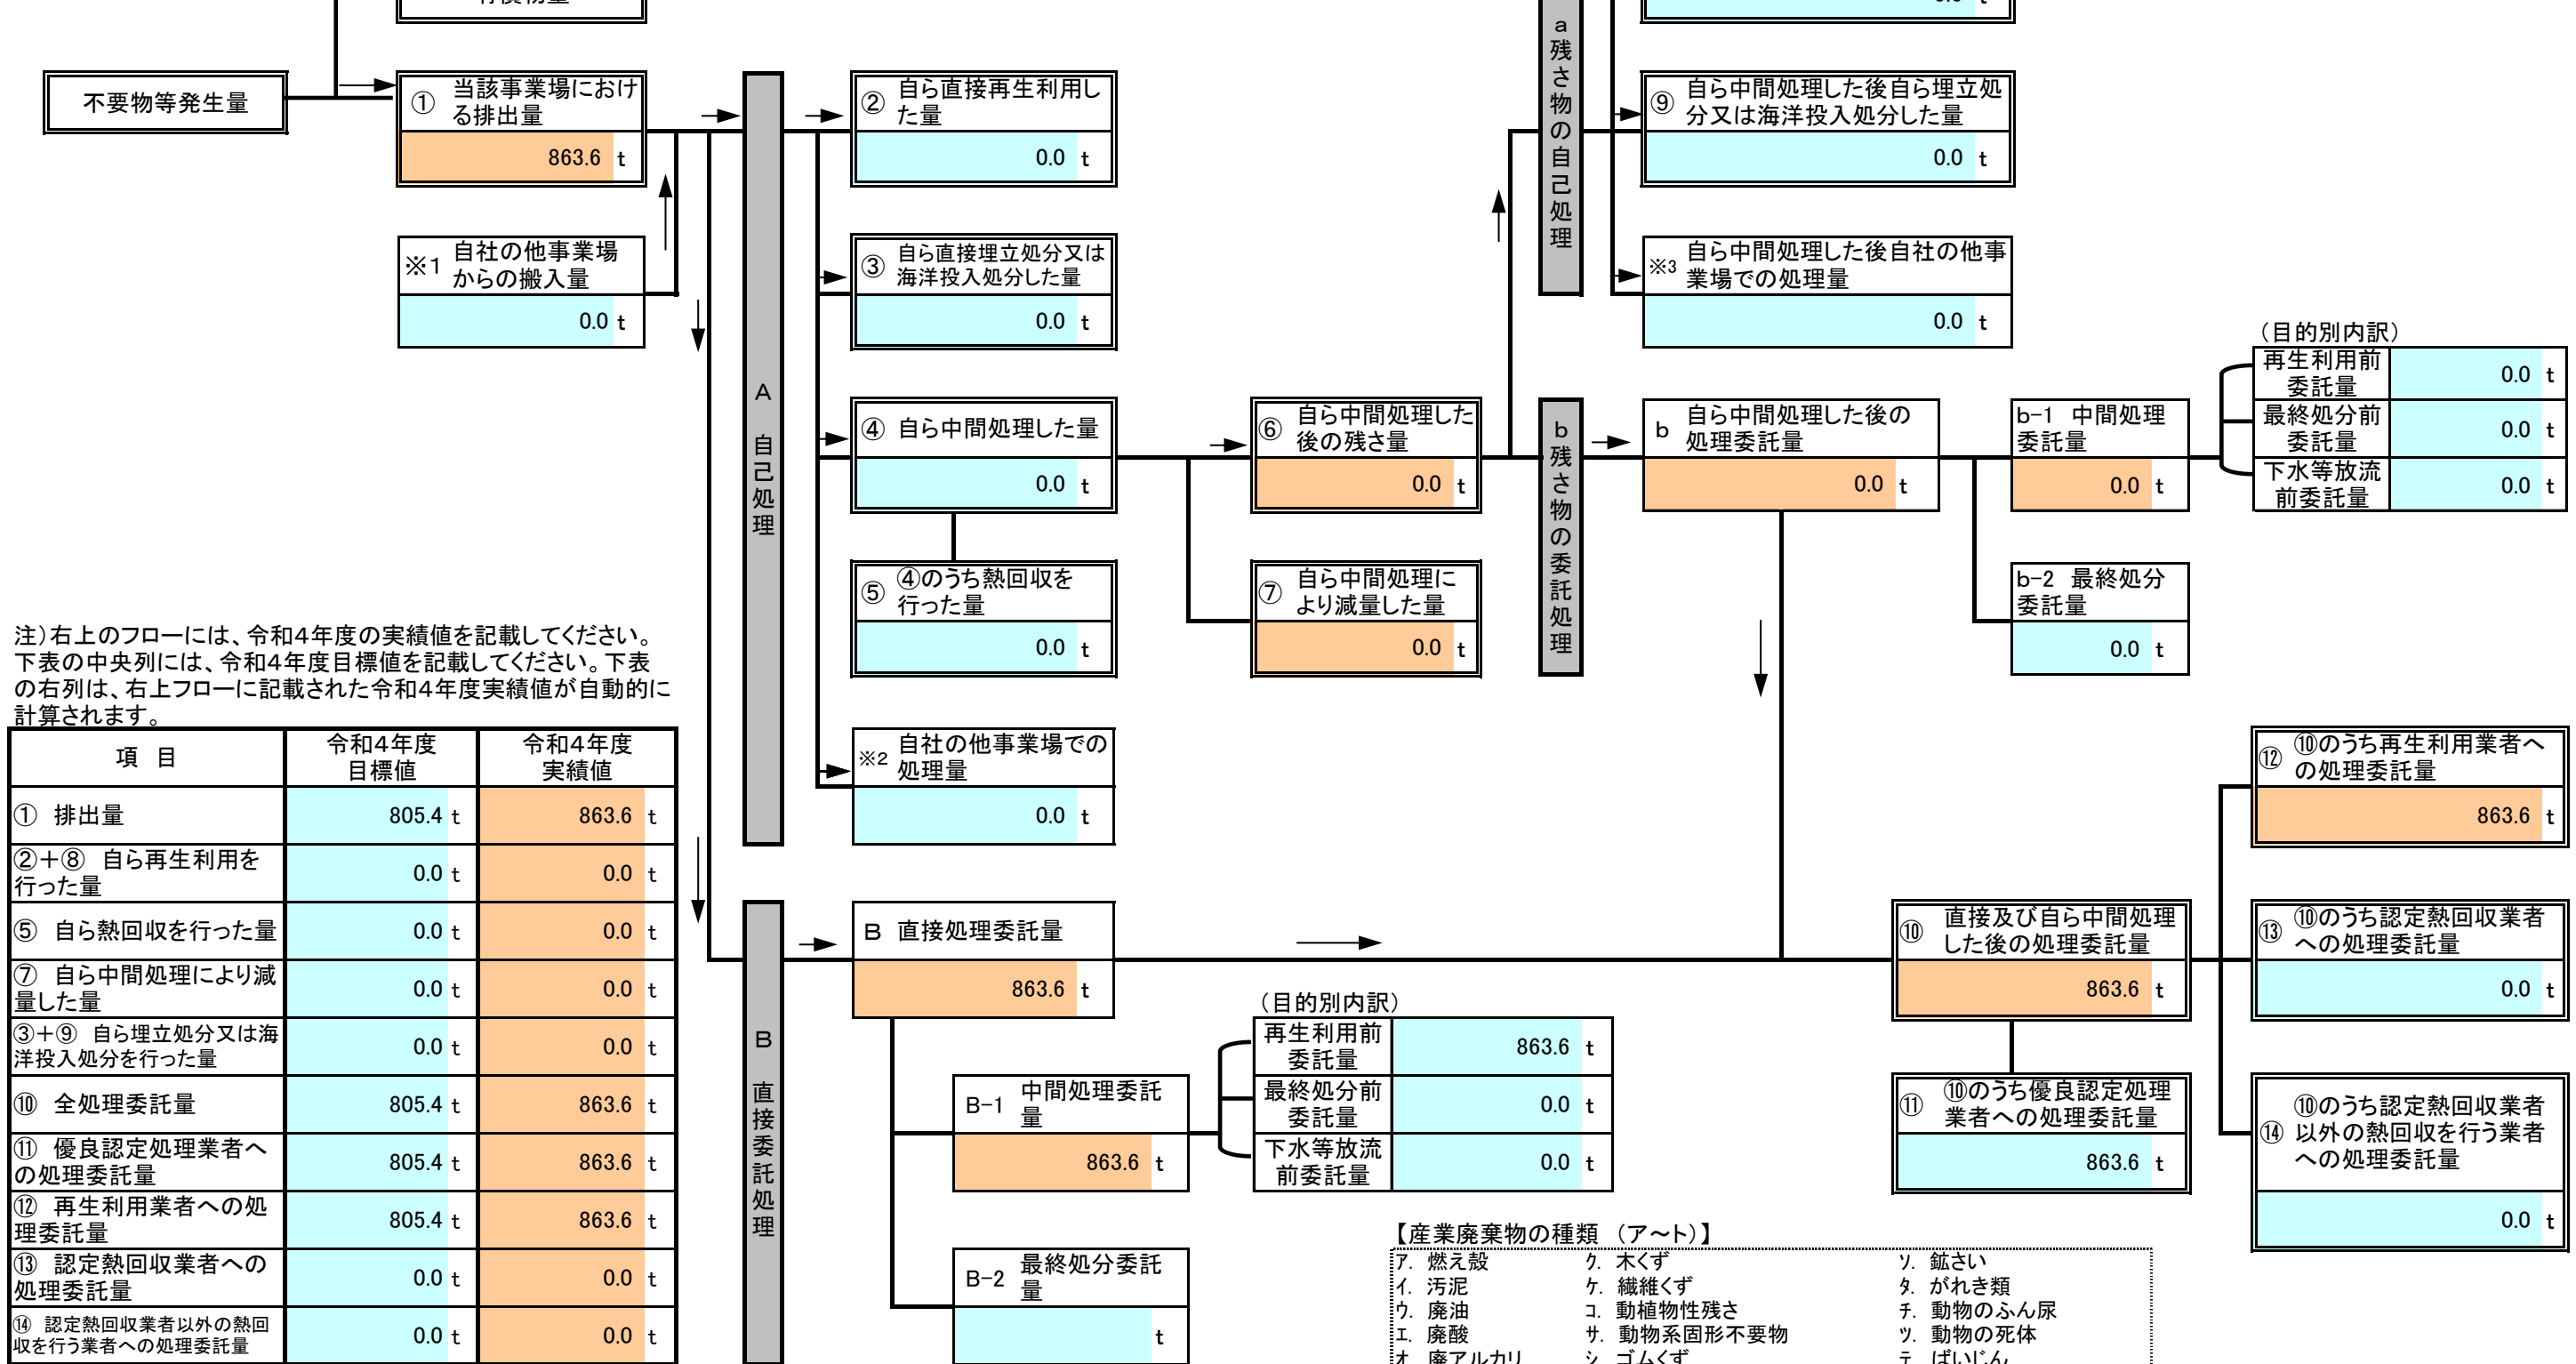 不要物等発生量
① 当該事業場におけ
る排出量
863.6 t
※1 自社の他事業場
からの搬入量
0.0 t
A 自己処理
② 自ら直接再生利用し
た量
0.0 t
③ 自ら直接埋立処分又は
海洋投入処分した量
0.0 t
④ 自ら中間処理した量
0.0 t
⑤ ④のうち熱回収を
行った量
0.0 t
※2 自社の他事業場での
処理量
0.0 t
⑥ 自ら中間処理した
後の残さ量
0.0 t
⑦ 自ら中間処理に
より減量した量
0.0 t
a 残さ物の自己処理
⑨ 自ら中間処理した後自ら埋立処
分又は海洋投入処分した量
0.0 t
※3 自ら中間処理した後自社の他事
業場での処理量
0.0 t
b 残さ物の委託処理
b 自ら中間処理した後の
処理委託量
0.0 t
b-1 中間処理
委託量
0.0 t
(目的別内訳)
再生利用前
委託量
0.0 t
最終処分前
委託量
0.0 t
下水等放流
前委託量
0.0 t
b-2 最終処分
委託量
0.0 t
注)右上のフローには、令和4年度の実績値を記載してください。
下表の中央列には、令和4年度目標値を記載してください。下表
の右列は、右上フローに記載された令和4年度実績値が自動的に
計算されます。
項 目 令和4年度 令和4年度
目標値 実績値
① 排出量 805.4 t 863.6 t
②+⑧ 自ら再生利用を
行った量 0.0 t 0.0 t
⑤ 自ら熱回収を行った量 0.0 t 0.0 t
⑦ 自ら中間処理により減
量した量 0.0 t 0.0 t
③+⑨ 自ら埋立処分又は海
洋投入処分を行った量 0.0 t 0.0 t
⑩ 全処理委託量 805.4 t 863.6 t
⑪ 優良認定処理業者へ
の処理委託量 805.4 t 863.6 t
⑫ 再生利用業者への処
理委託量 805.4 t 863.6 t
⑬ 認定熱回収業者への
処理委託量 0.0 t 0.0 t
⑭ 認定熱回収業者以外の熱回
収を行う業者への処理委託量 0.0 t 0.0 t
B 直接委託処理
B 直接処理委託量
863.6 t
B-1 中間処理委託
量
863.6 t
(目的別内訳)
再生利用前
委託量
863.6 t
最終処分前
委託量
0.0 t
下水等放流
前委託量
0.0 t
B-2 最終処分委託
量
t
⑩ 直接及び自ら中間処理
した後の処理委託量
863.6 t
⑪ ⑩のうち優良認定処理
業者への処理委託量
863.6 t
⑫ ⑩のうち再生利用業者へ
の処理委託量
863.6 t
⑬ ⑩のうち認定熱回収業者
への処理委託量
0.0 t
⑭ ⑩のうち認定熱回収業者
以外の熱回収を行う業者
への処理委託量
0.0 t
【産業廃棄物の種類 (ア~ト)】
ア. 燃え殻 ク. 木くず ソ. 鉱さい
イ. 汚泥 ケ. 繊維くず タ. がれき類
ウ. 廃油 コ. 動植物性残さ チ. 動物のふん尿
エ. 廃酸 サ. 動物系固形不要物 ツ. 動物の死体
オ. 廃アルカリ シ. ゴムくず テ. ばいじん